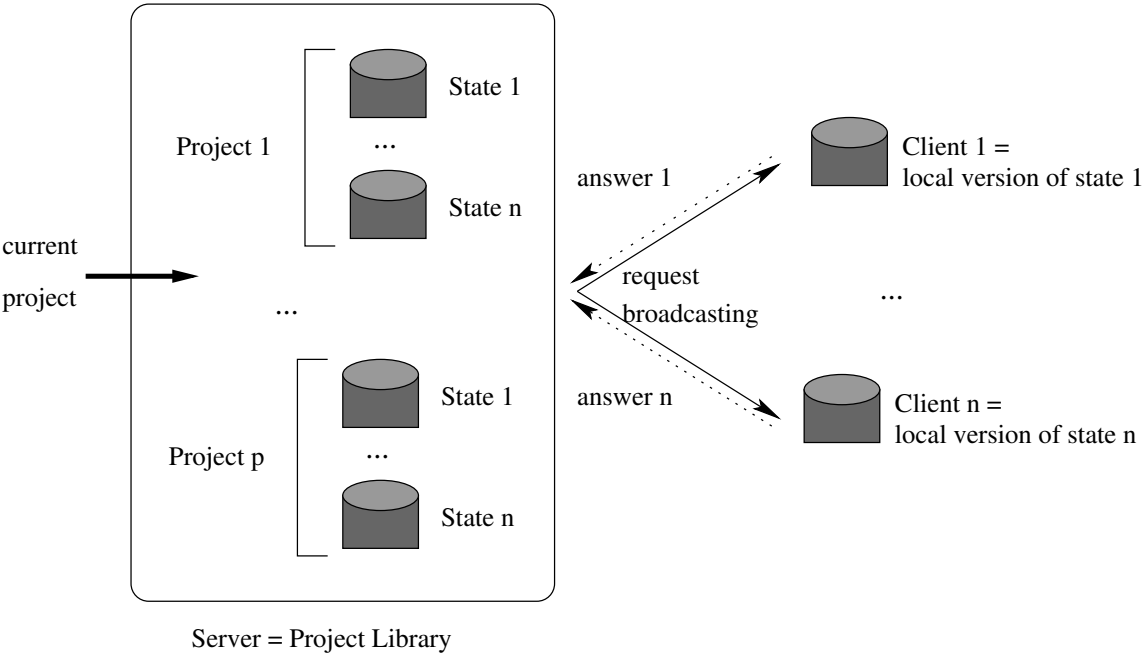 State 1
Project 1
...
State n
current
project
...
State 1
Project p
...
State n
Server = Project Library
answer 1
request
broadcasting
answer n
Client 1 =
local version of state 1
...
Client n =
local version of state n